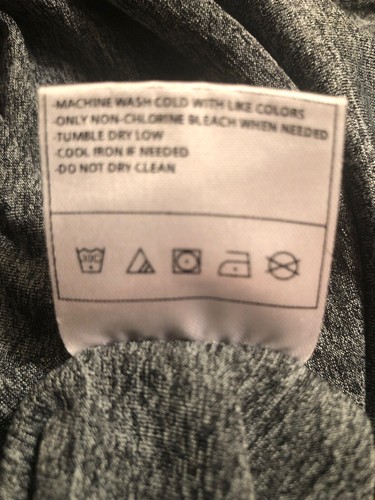 -MACHINE WASH COLD WITH LIKE COLORS
-ONLY NON-CHLORINE BLEACH WHEN NEEDED
-TUMBLE DRY LOW
-COOL IRON IF NEEDED
-DO NOT DRY CLEAN
30C